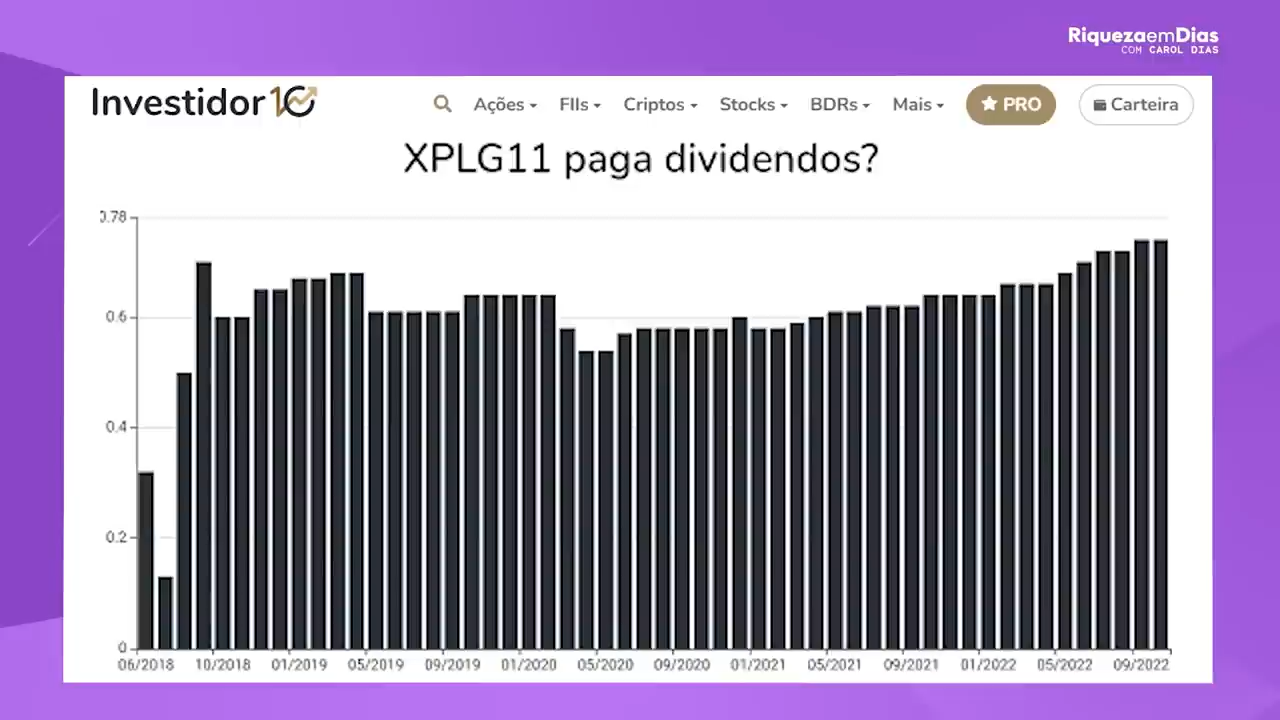 RiquezaemDias
COM CAROL DIAS
Investidor 10
Ações FIIs Criptos Stocks BDRs Mais PRO Carteira
XPLG11 paga dividendos?
0.78
0.6
0.4
0.2
0
06/2018 10/2018 01/2019 05/2019 09/2019 01/2020 05/2020 09/2020 01/2021 05/2021 09/2021 01/2022 05/2022 09/2022